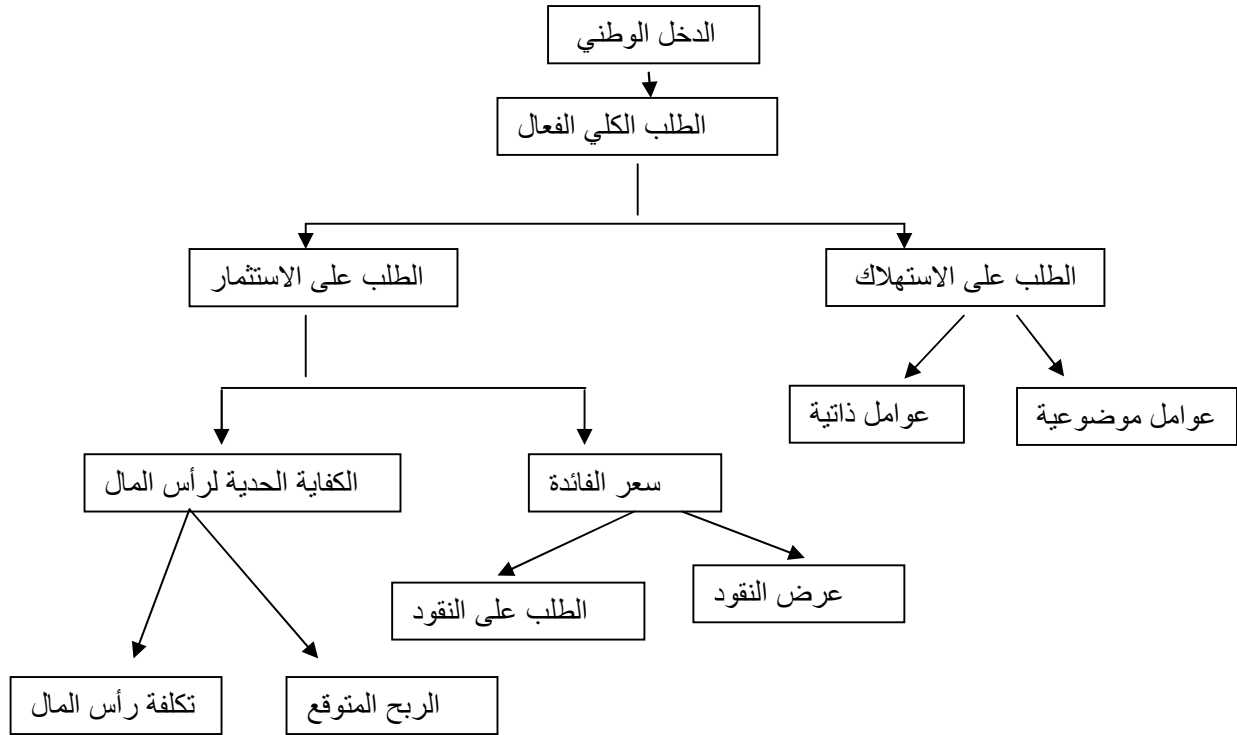 الدخل الوطني
الطلب الكلي الفعال
الطلب على الاستهلاك
الطلب على الاستثمار
عوامل موضوعية
عوامل ذاتية
سعر الفائدة
الكفاية الحدية لرأس المال
عرض النقود
الطلب على النقود
الربح المتوقع
تكلفة رأس المال